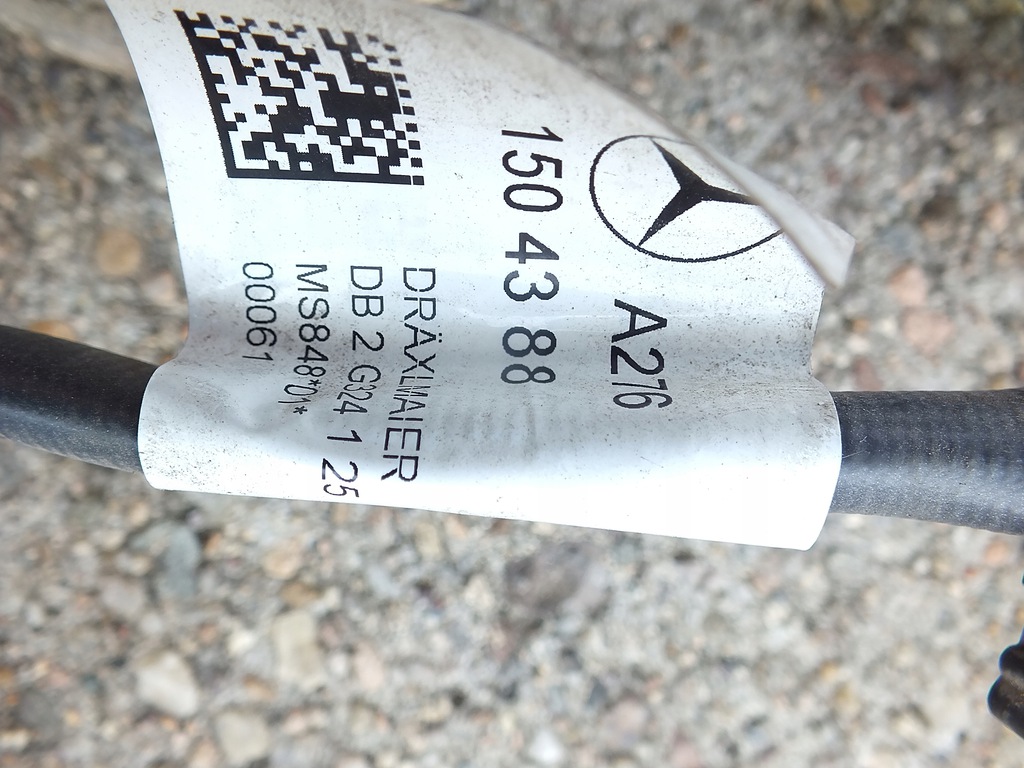 A276
150 43 88
DRÄXLMAIER
DB 2 G324 1 25
MS848*01*
00061